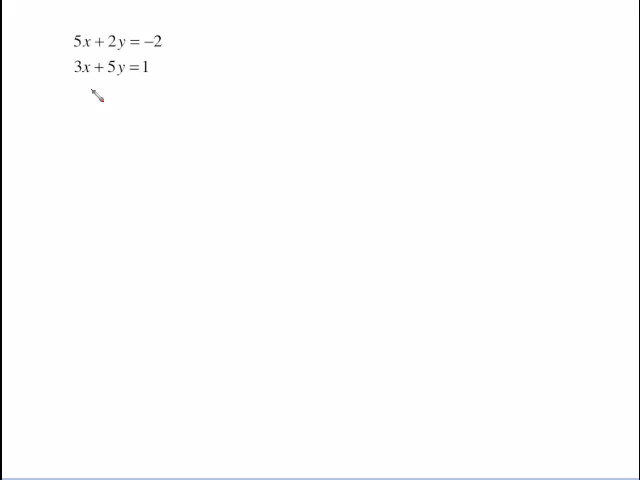 5x + 2y = −2
3x + 5y = 1